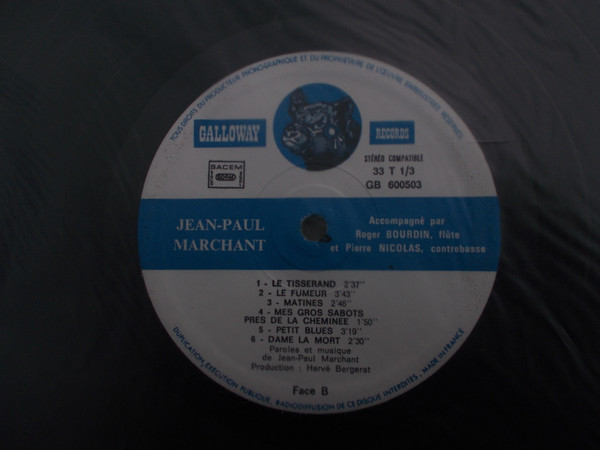 TOUS DROITS DU PRODUCTEUR PHONOGRAPHIQUE ET DU PROPRIETAIRE DE L'ŒUVRE ENREGISTREE RESERVES
GALLOWAY RECORDS
SACEM
STÉRÉO COMPATIBLE
33 T 1/3
GB 600503
JEAN-PAUL
MARCHANT
Accompagné par
Roger BOURDIN, flûte
et Pierre NICOLAS, contrebasse
1 - LE TISSERAND 2'37''
2 - LE FUMEUR 3'43''
3 - MATINES 2'46''
4 - MES GROS SABOTS
PRES DE LA CHEMINEE 1'50''
5 - PETIT BLUES 3'19''
6 - DAME LA MORT 2'30''
Paroles et musique
de Jean-Paul Marchant
Production : Hervé Bergerat
Face B
DUPLICATION, EXECUTION PUBLIQUE, RADIODIFFUSION DE CE DISQUE INTERDITES, MADE IN FRANCE